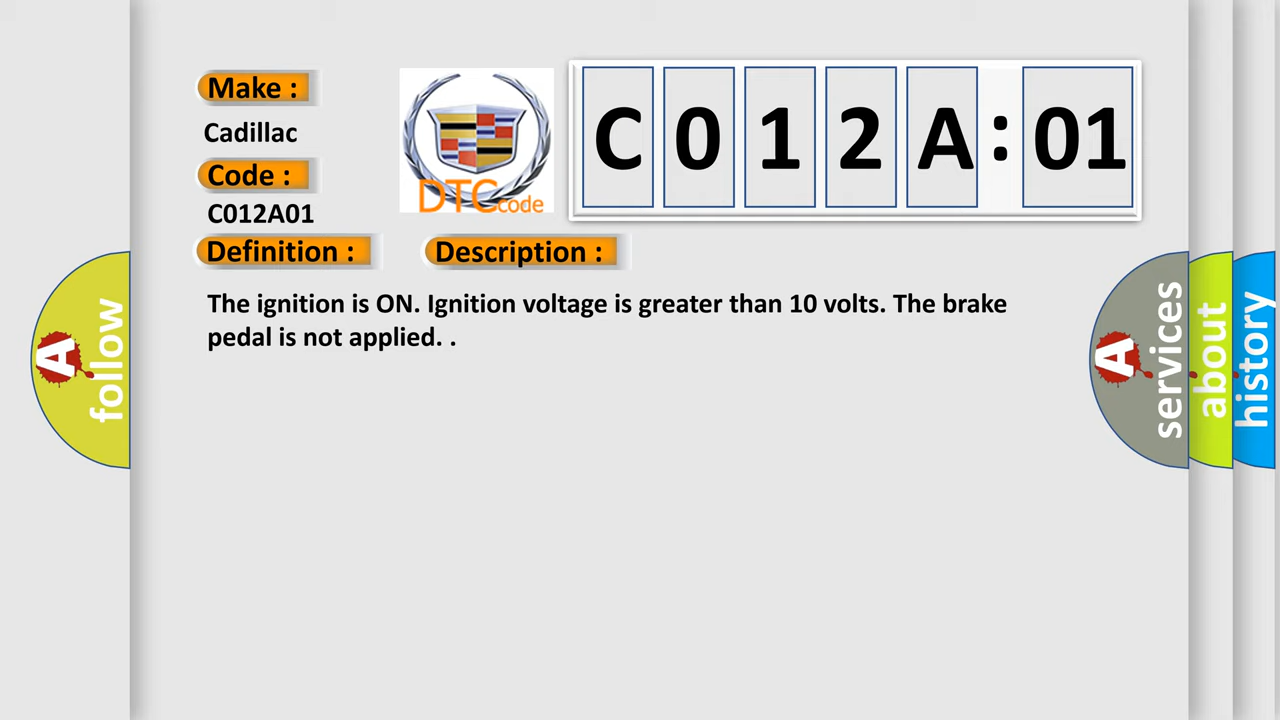 Make :
Cadillac
Code :
C012A01
DTC code
C 0 1 2 A : 01
Definition :
Description :
The ignition is ON. Ignition voltage is greater than 10 volts. The brake
pedal is not applied. .
A follow
A services
about
history